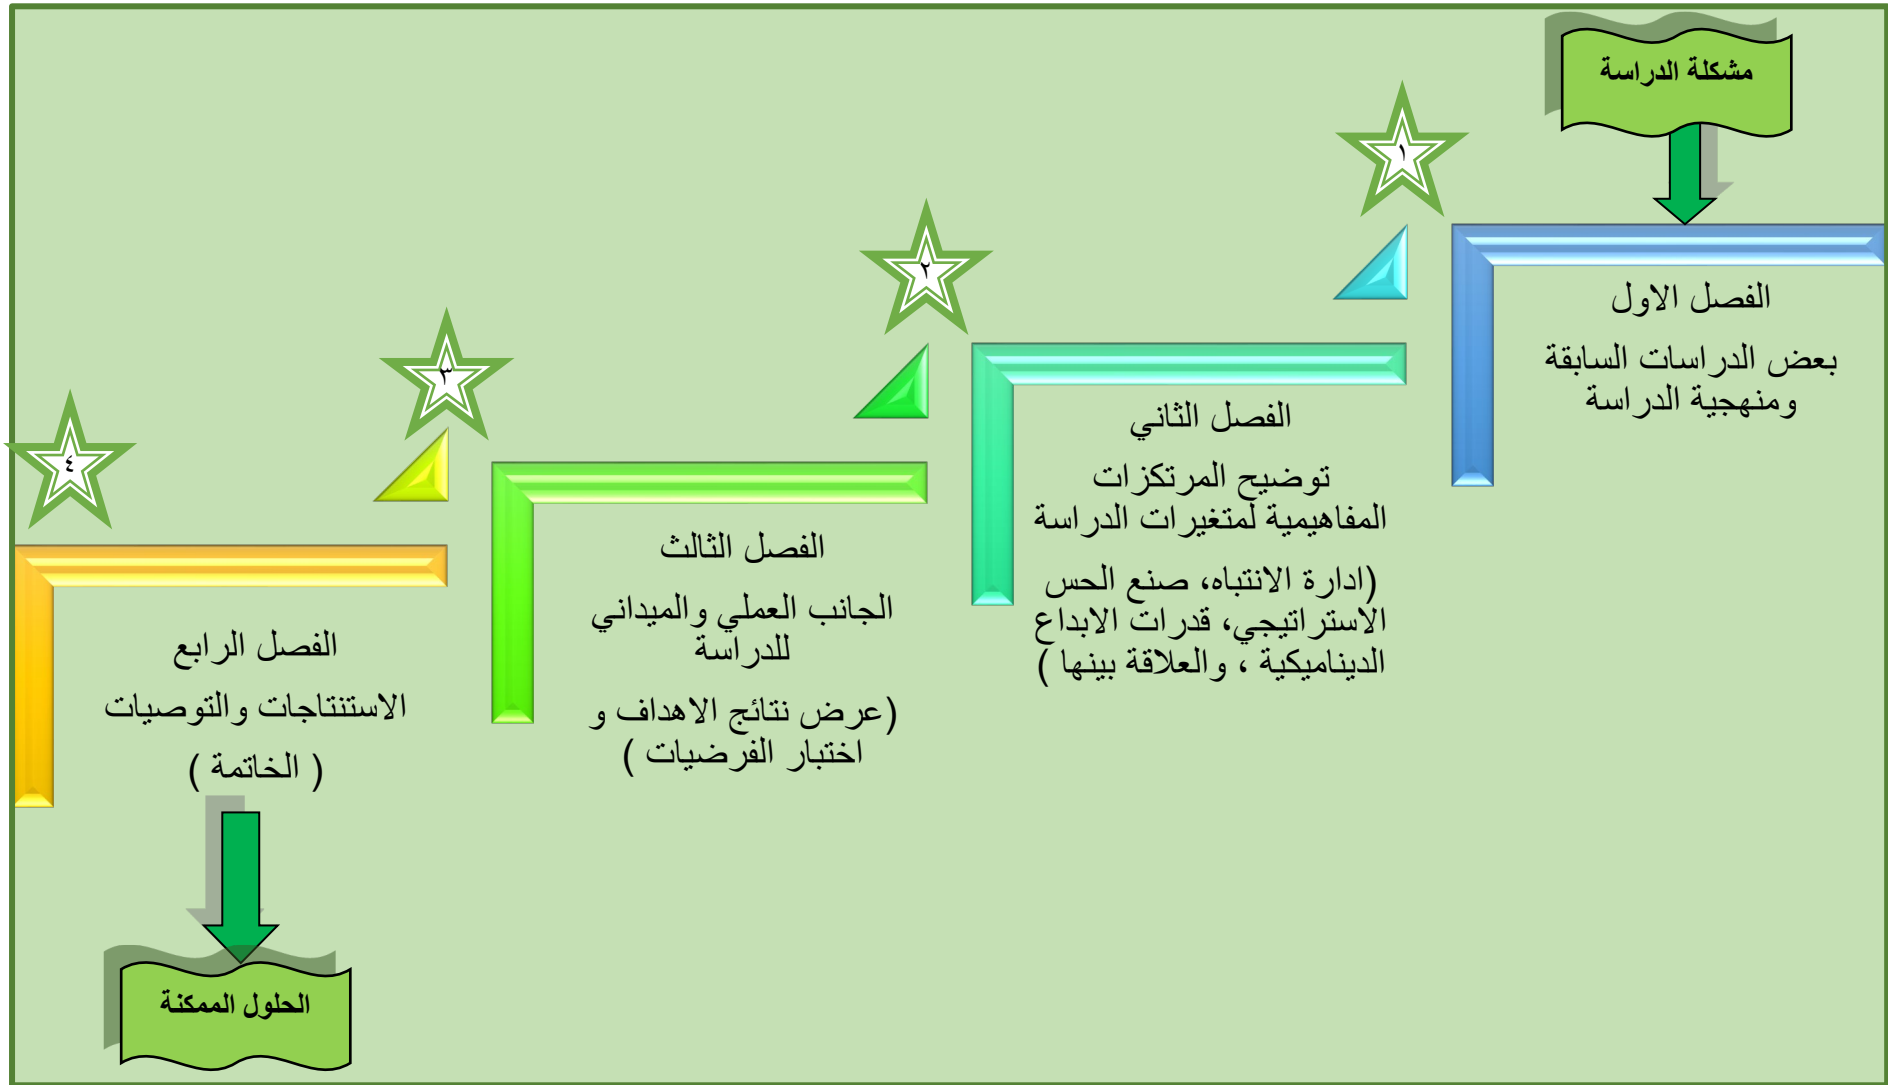 مشكلة الدراسة
١
الفصل الاول
بعض الدراسات السابقة
ومنهجية الدراسة
٢
الفصل الثاني
توضيح المرتكزات
المفاهيمية لمتغيرات الدراسة
(ادارة الانتباه، صنع الحس
الاستراتيجي، قدرات الابداع
الديناميكية ، والعلاقة بينها )
٣
الفصل الثالث
الجانب العملي والميداني
للدراسة
(عرض نتائج الاهداف و
اختبار الفرضيات )
٤
الفصل الرابع
الاستنتاجات والتوصيات
( الخاتمة )
الحلول الممكنة